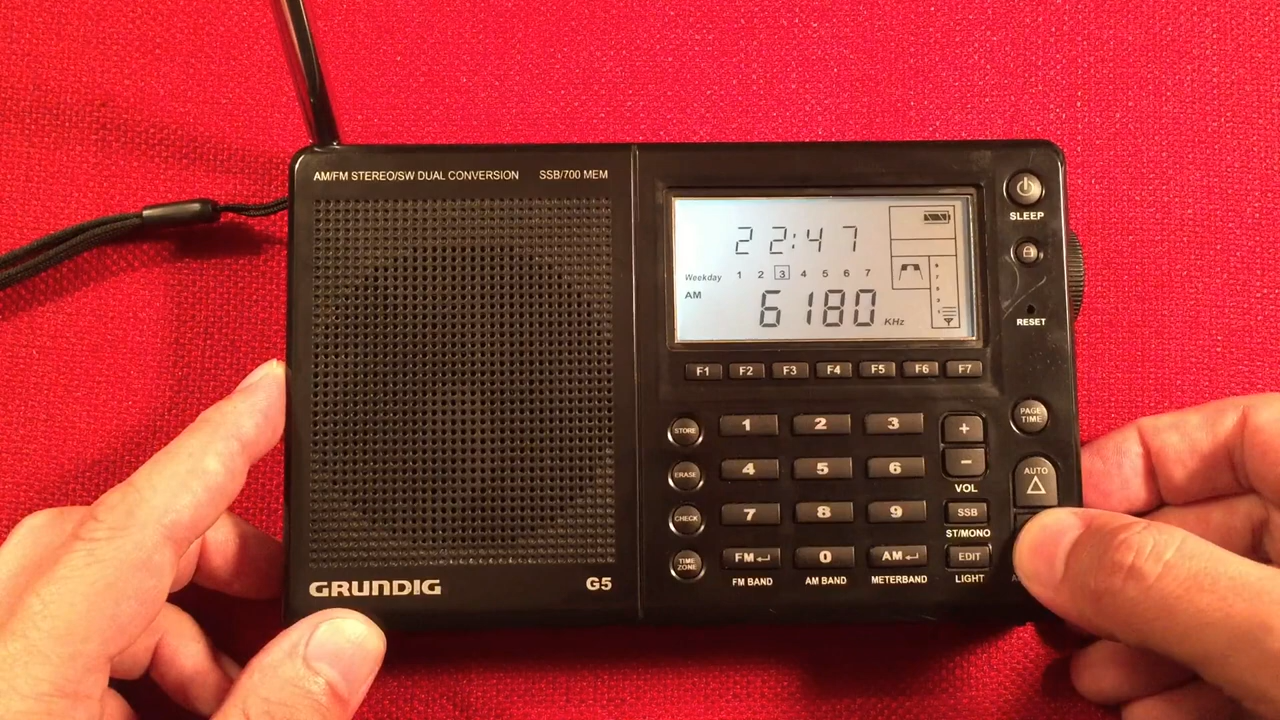 AM/FM STEREO/SW DUAL CONVERSION SSB/700 MEM
SLEEP
22:47
Weekday 1 2 3 4 5 6 7
AM 6180 KHz
RESET
F1 F2 F3 F4 F5 F6 F7
PAGE TIME
STORE 1 2 3 +
ERASE 4 5 6 -
VOL
AUTO
CHECK 7 8 9 SSB
ST/MONO
TIME ZONE FM 0 AM EDIT
FM BAND AM BAND METERBAND LIGHT
GRUNDIG G5